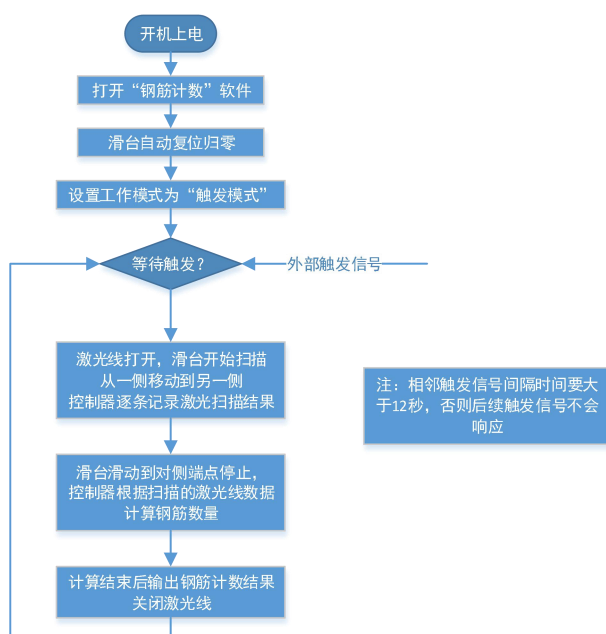 开机上电
打开“钢筋计数”软件
滑台自动复位归零
设置工作模式为“触发模式”
等待触发？
外部触发信号
激光线打开，滑台开始扫描
从一侧移动到另一侧
控制器逐条记录激光扫描结果
注：相邻触发信号间隔时间要大
于12秒，否则后续触发信号不会
响应
滑台滑动到对侧端点停止，
控制器根据扫描的激光线数据
计算钢筋数量
计算结束后输出钢筋计数结果
关闭激光线